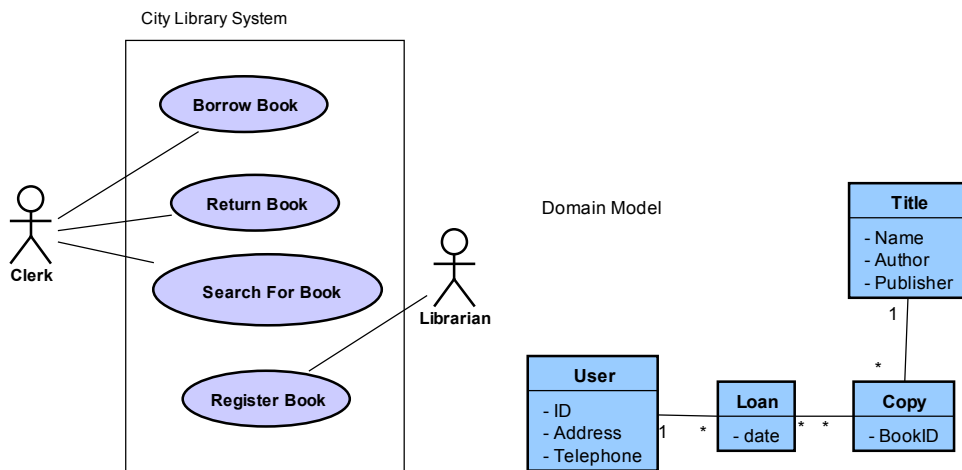 City Library System
Borrow Book
Return Book
Clerk
Search For Book
Librarian
Register Book
Domain Model
Title
- Name
- Author
- Publisher
1
*
User
- ID
- Address
- Telephone
1
*
Loan
- date
*
*
Copy
- BookID